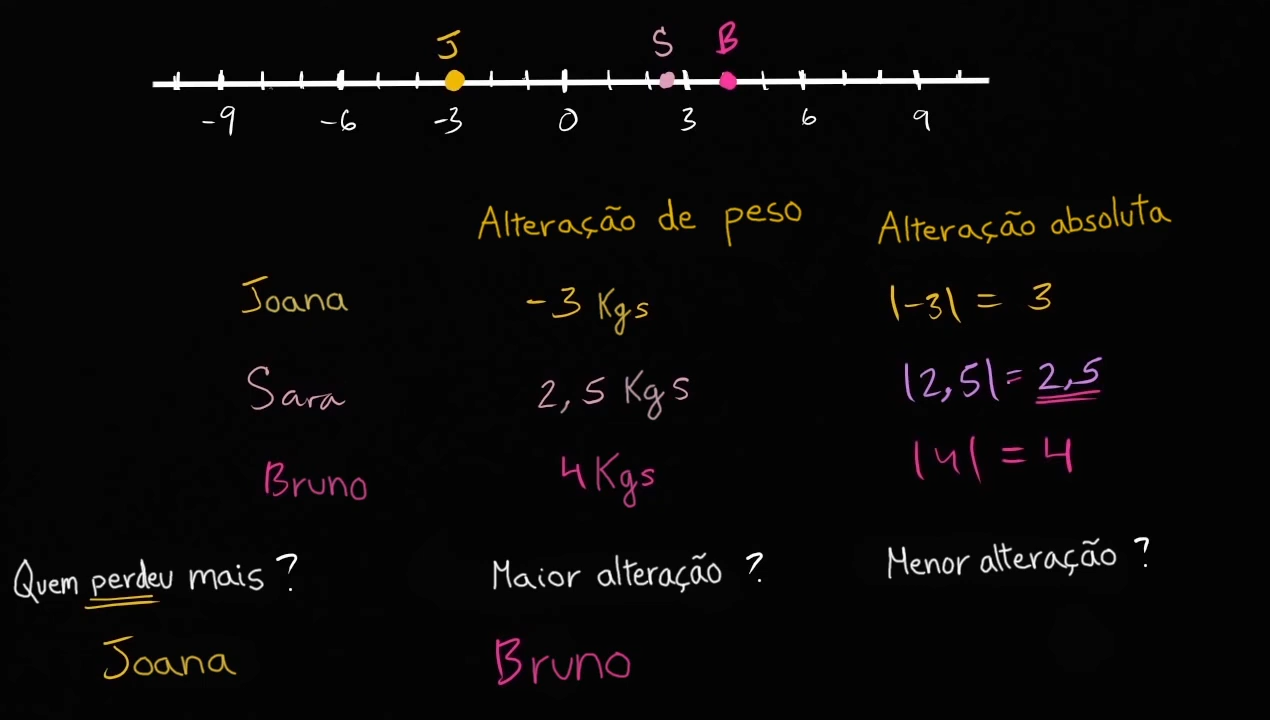 J S B
-9 -6 -3 0 3 6 9
Alteração de peso Alteração absoluta
Joana -3 Kgs |-3| = 3
Sara 2,5 Kgs |2,5| = 2,5
Bruno 4 Kgs |4| = 4
Quem perdeu mais? Maior alteração? Menor alteração?
Joana Bruno